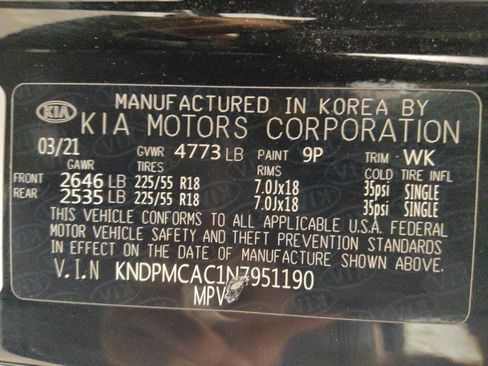 MANUFACTURED IN KOREA BY
KIA KIA MOTORS CORPORATION
03/21 GVWR 4773 LB PAINT 9P TRIM WK
GAWR TIRES RIMS COLD TIRE INFL
FRONT 2646 LB 225/55 R18 7.0Jx18 35psi SINGLE
REAR 2535 LB 225/55 R18 7.0Jx18 35psi SINGLE
THIS VEHICLE CONFORMS TO ALL APPLICABLE U.S.A FEDERAL
MOTOR VEHICLE SAFETY AND THEFT PREVENTION STANDARDS
IN EFFECT ON THE DATE OF MANUFACTURE SHOWN ABOVE.
V.I.N KNDPMCAC1N7951190
MPV